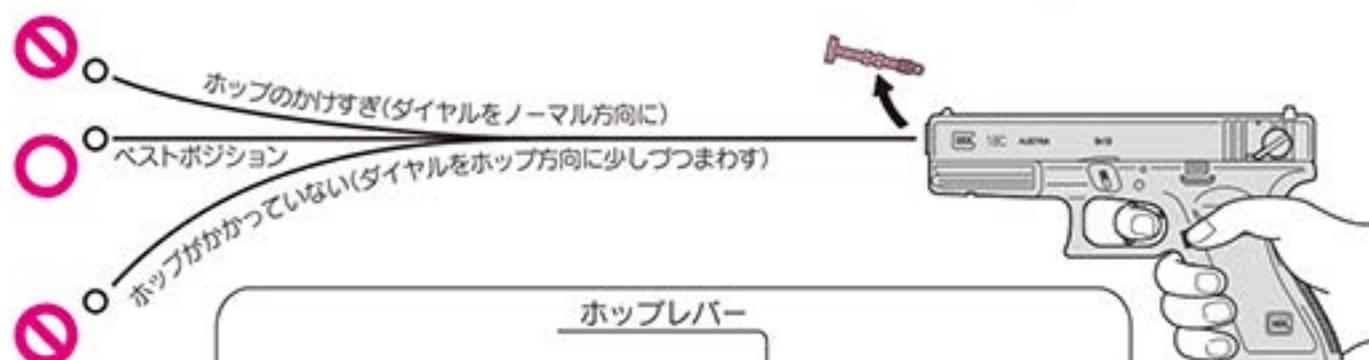 ホップのかけすぎ(ダイヤルをノーマル方向に)
ベストポジション
ホップがかかっていない(ダイヤルをホップ方向に少しづつまわす)
18C AUSTRIA 9x19
ホップレバー